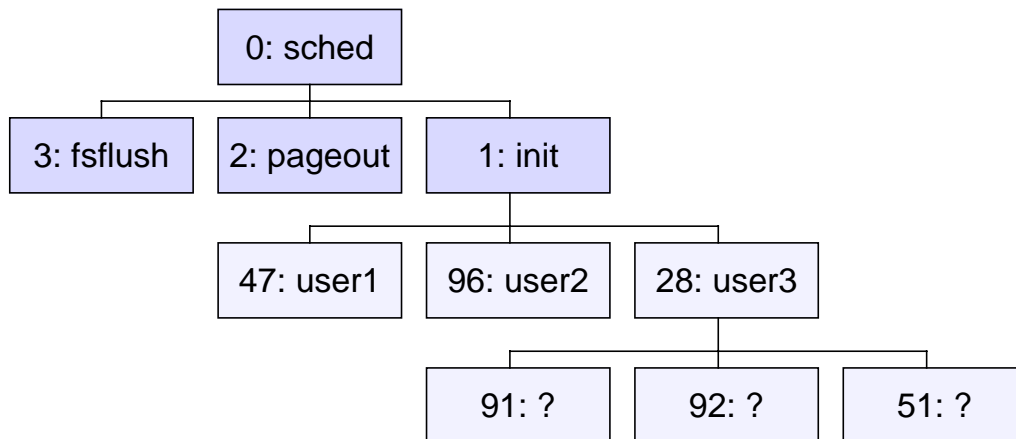 0: sched
3: fsflush
2: pageout
1: init
47: user1
96: user2
28: user3
91: ?
92: ?
51: ?